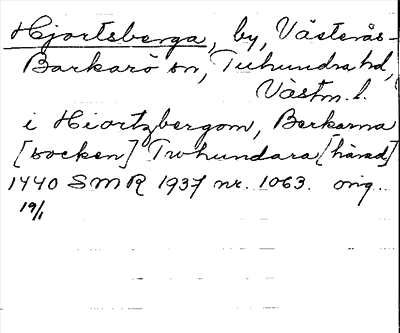 Hjortsberga, by, Västerås-
Barkarö sn, Tuhundra hd,
Västm. l.
i Hiortzbergom, Berkarna
[socken] Twhundara [härad]
1440 SMR 1937 nr. 1063. orig.
19/1